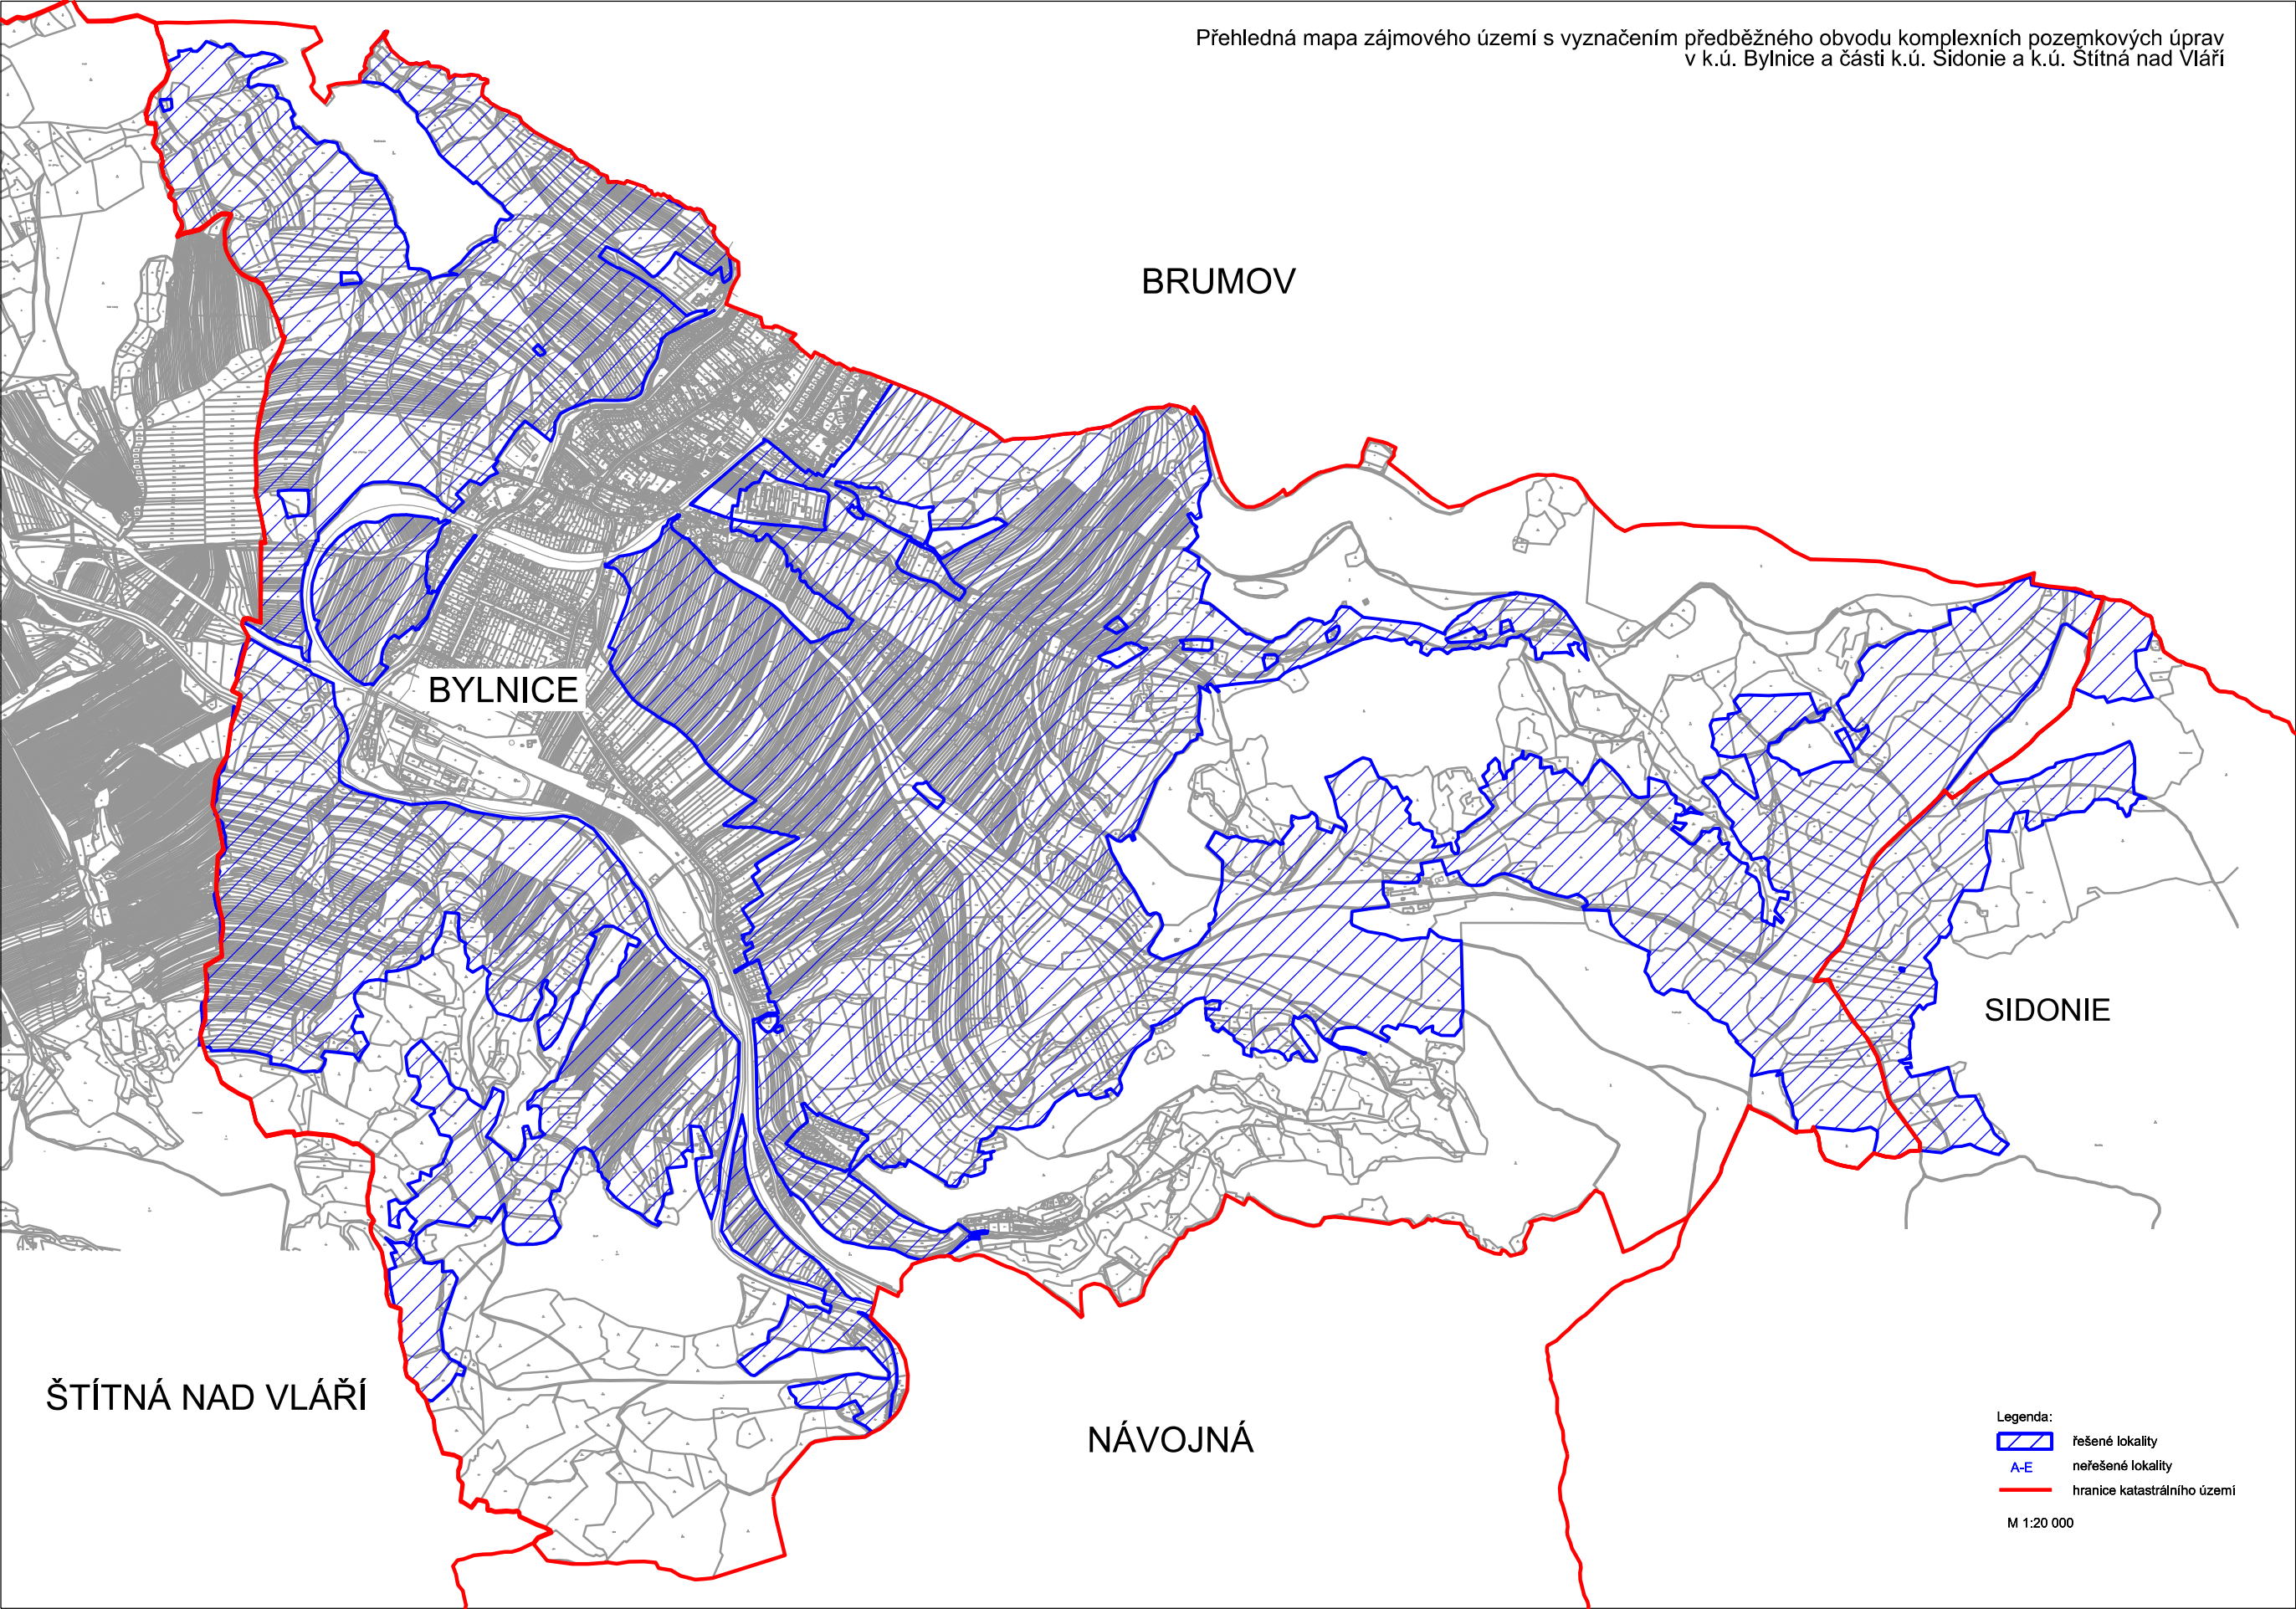 Přehledná mapa zájmového území s vyznačením předběžného obvodu komplexních pozemkových úprav
v k.ú. Bylnice a části k.ú. Sidonie a k.ú. Štítná nad Vláří
BRUMOV
BYLNICE
SIDONIE
ŠTÍTNÁ NAD VLÁŘÍ
NÁVOJNÁ
Legenda:
řešené lokality
A-E neřešené lokality
hranice katastrálního území
M 1:20 000